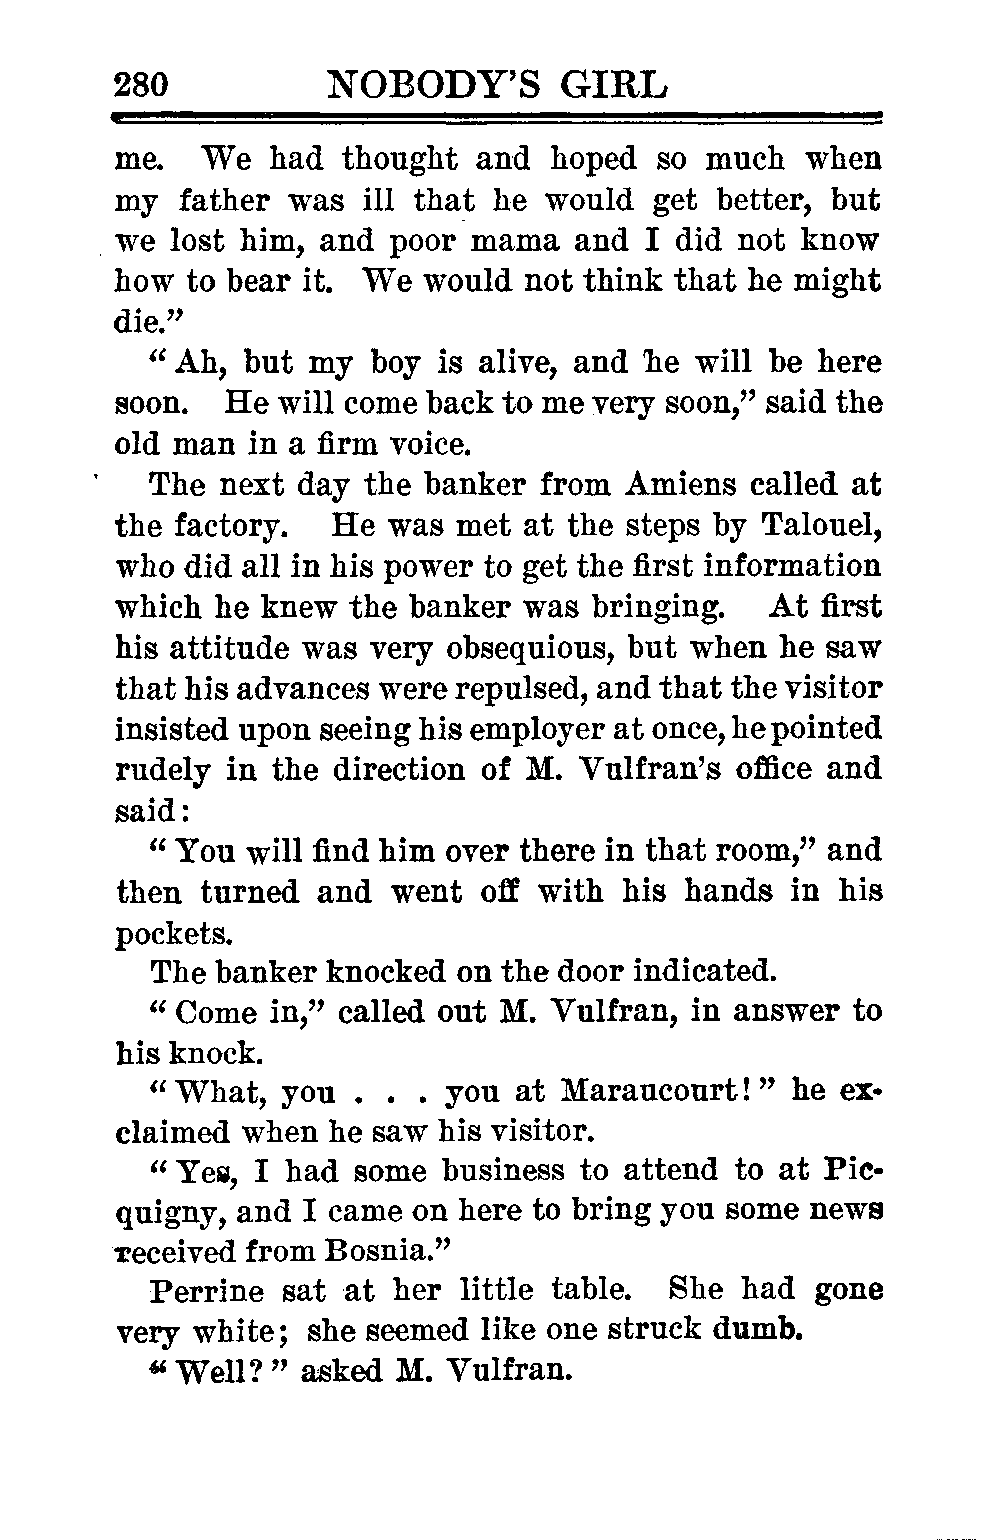 280 NOBODY'S GIRL
me. We had thought and hoped so much when
my father was ill that he would get better, but
we lost him, and poor mama and I did not know
how to bear it. We would not think that he might
die."
" Ah, but my boy is alive, and he will be here
soon. He will come back to me very soon," said the
old man in a firm voice.
The next day the banker from Amiens called at
the factory. He was met at the steps by Talouel,
who did all in his power to get the first information
which he knew the banker was bringing. At first
his attitude was very obsequious, but when he saw
that his advances were repulsed, and that the visitor
insisted upon seeing his employer at once, he pointed
rudely in the direction of M. Vulfran's office and
said:
" You will find him over there in that room," and
then turned and went off with his hands in his
pockets.
The banker knocked on the door indicated.
" Come in," called out M. Vulfran, in answer to
his knock.
" What, you . . . you at Maraucourt! " he ex-
claimed when he saw his visitor.
" Yes, I had some business to attend to at Pic-
quigny, and I came on here to bring you some news
received from Bosnia."
Perrine sat at her little table. She had gone
very white; she seemed like one struck dumb.
" Well? " asked M. Vulfran.